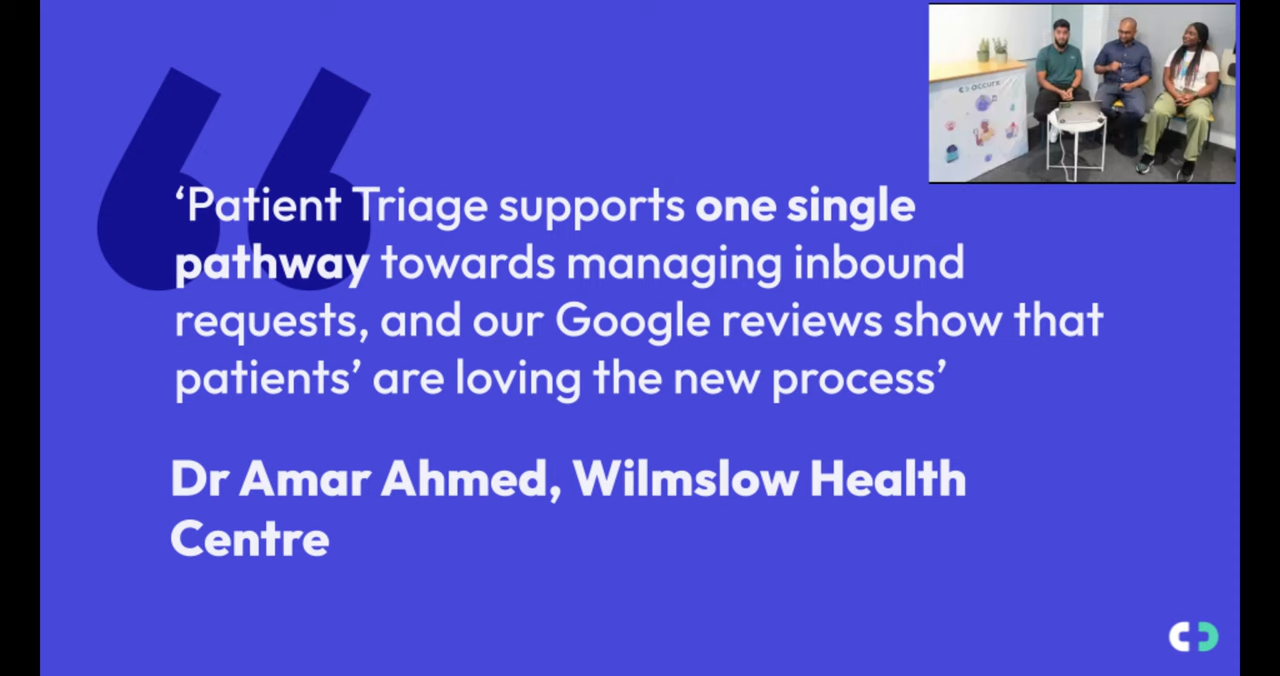 accurx
‘Patient Triage supports one single
pathway towards managing inbound
requests, and our Google reviews show that
patients’ are loving the new process’
Dr Amar Ahmed, Wilmslow Health
Centre